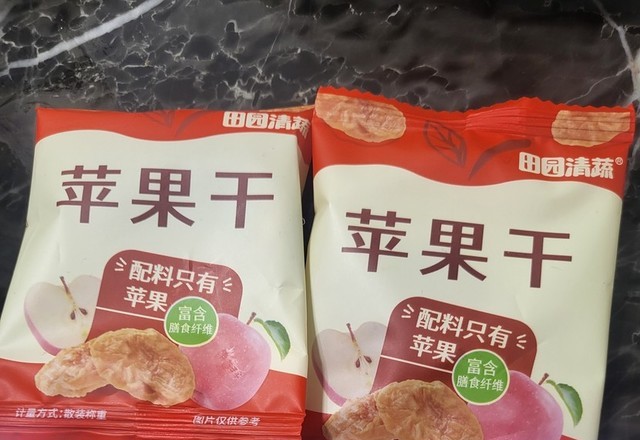 田园清蔬
苹果干
配料只有
苹果
富含
膳食纤维
计量方式：散装称重
图片仅供参考
田园清蔬®
苹果干
配料只有
苹果
富含
膳食纤维